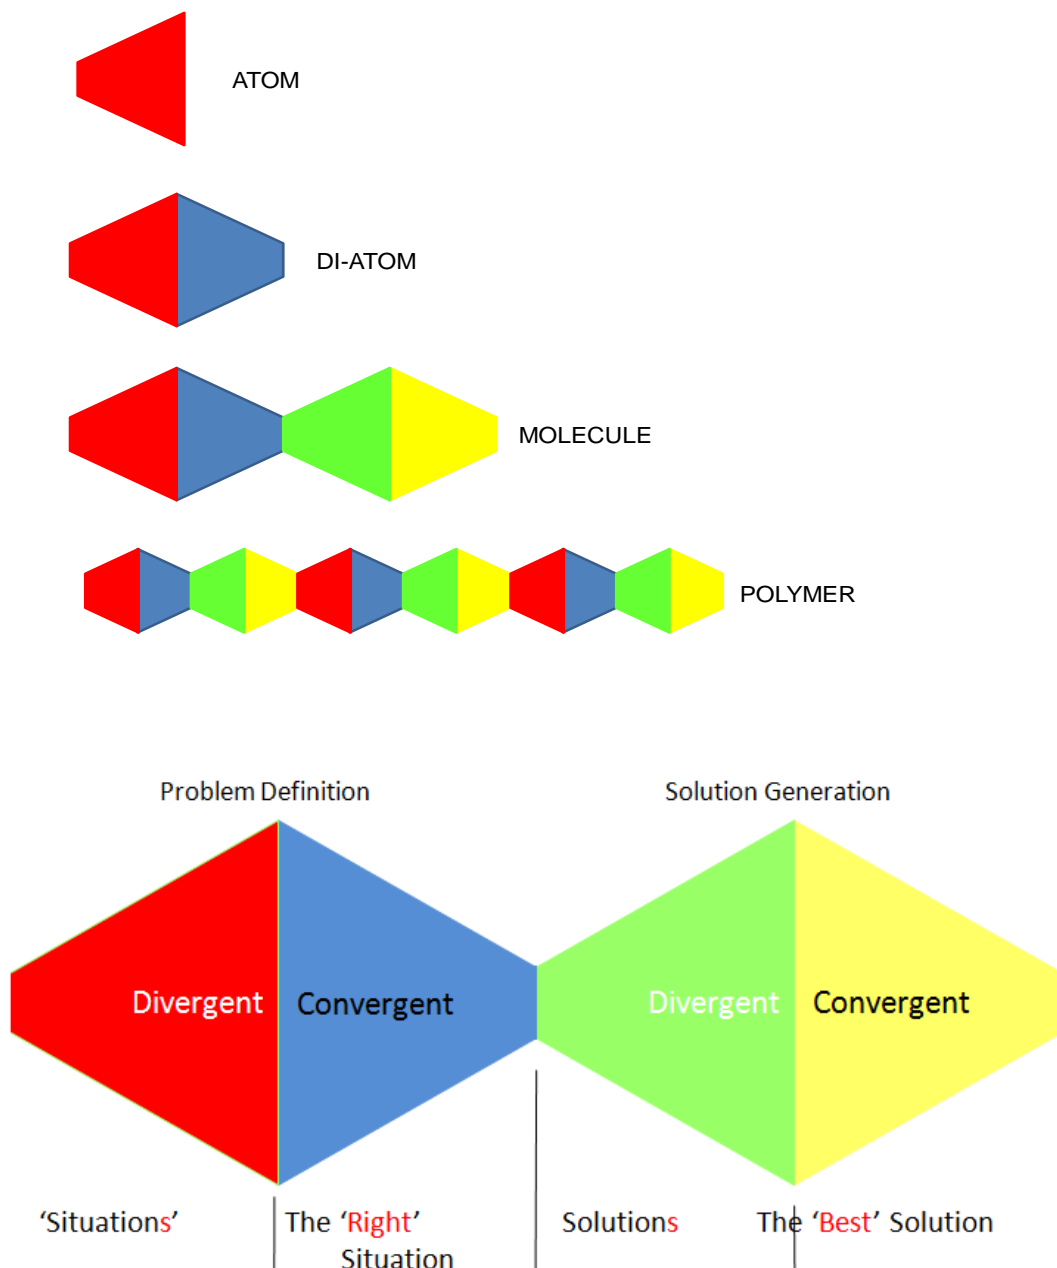 ATOM
DI-ATOM
MOLECULE
POLYMER
Problem Definition Solution Generation
Divergent Convergent Divergent Convergent
‘Situations’ The ‘Right’ Solutions The ‘Best’ Solution
Situation